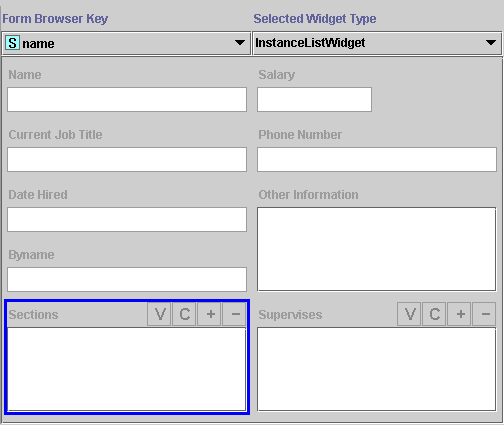 Form Browser Key Selected Widget Type
S name InstanceListWidget
Name Salary
Current Job Title Phone Number
Date Hired Other Information
Byname
Sections V C + − Supervises V C + −